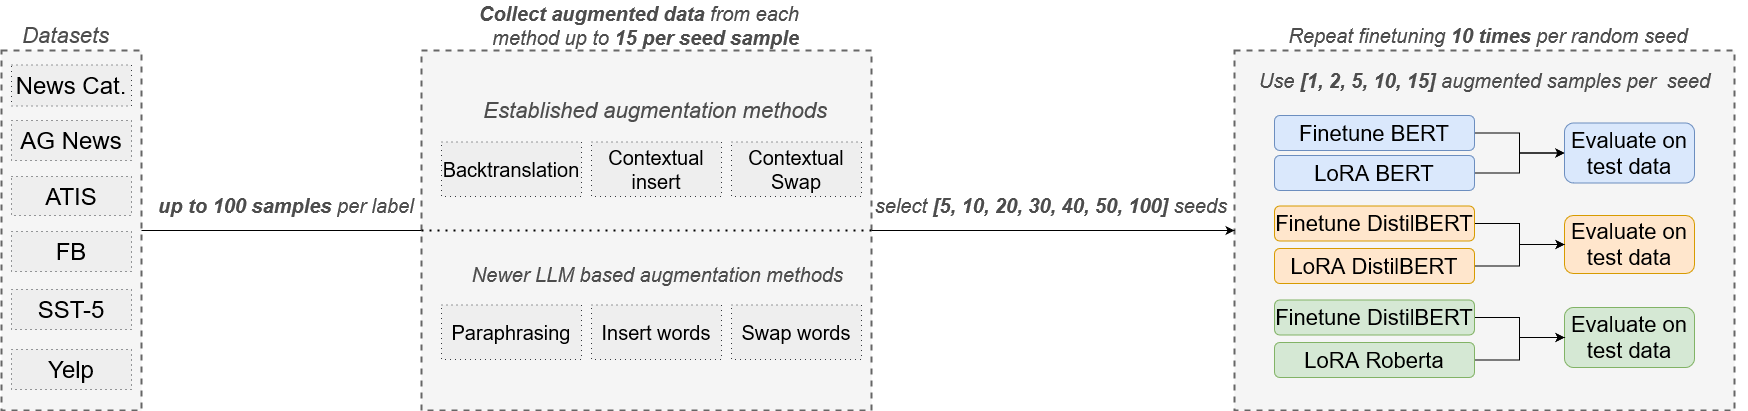 Datasets
News Cat.
AG News
ATIS
FB
SST-5
Yelp
up to 100 samples per label
Collect augmented data from each
method up to 15 per seed sample
Established augmentation methods
Backtranslation
Contextual
insert
Contextual
Swap
Newer LLM based augmentation methods
Paraphrasing
Insert words
Swap words
select [5, 10, 20, 30, 40, 50, 100] seeds
Repeat finetuning 10 times per random seed
Use [1, 2, 5, 10, 15] augmented samples per seed
Finetune BERT
LoRA BERT
Evaluate on
test data
Finetune DistilBERT
LoRA DistilBERT
Evaluate on
test data
Finetune DistilBERT
LoRA Roberta
Evaluate on
test data